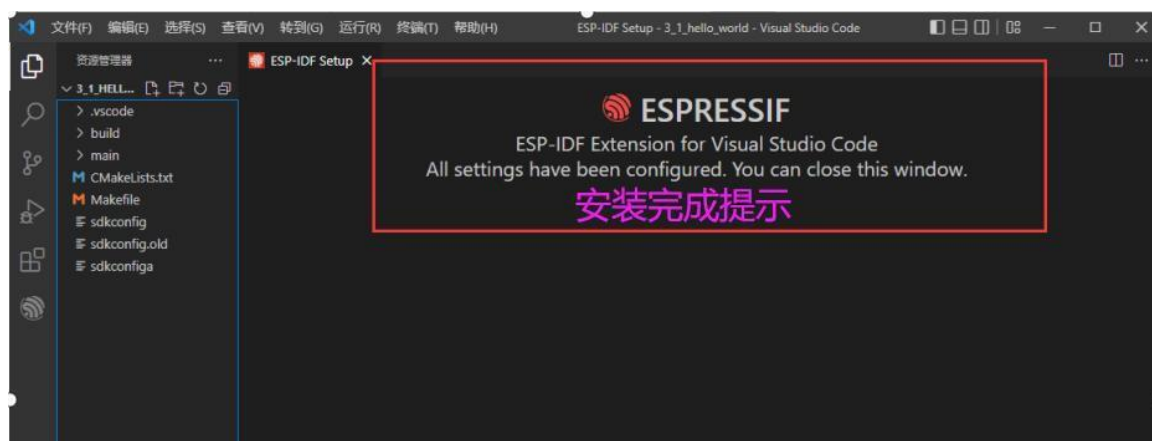 文件(F) 编辑(E) 选择(S) 查看(V) 转到(G) 运行(R) 终端(T) 帮助(H) ESP-IDF Setup - 3_1_hello_world - Visual Studio Code
资源管理器 ...
ESP-IDF Setup
3_1_HELL...
.vscode
build
main
CMakeLists.txt
Makefile
sdkconfig
sdkconfig.old
sdkconfiga
ESPRESSIF
ESP-IDF Extension for Visual Studio Code
All settings have been configured. You can close this window.
安装完成提示